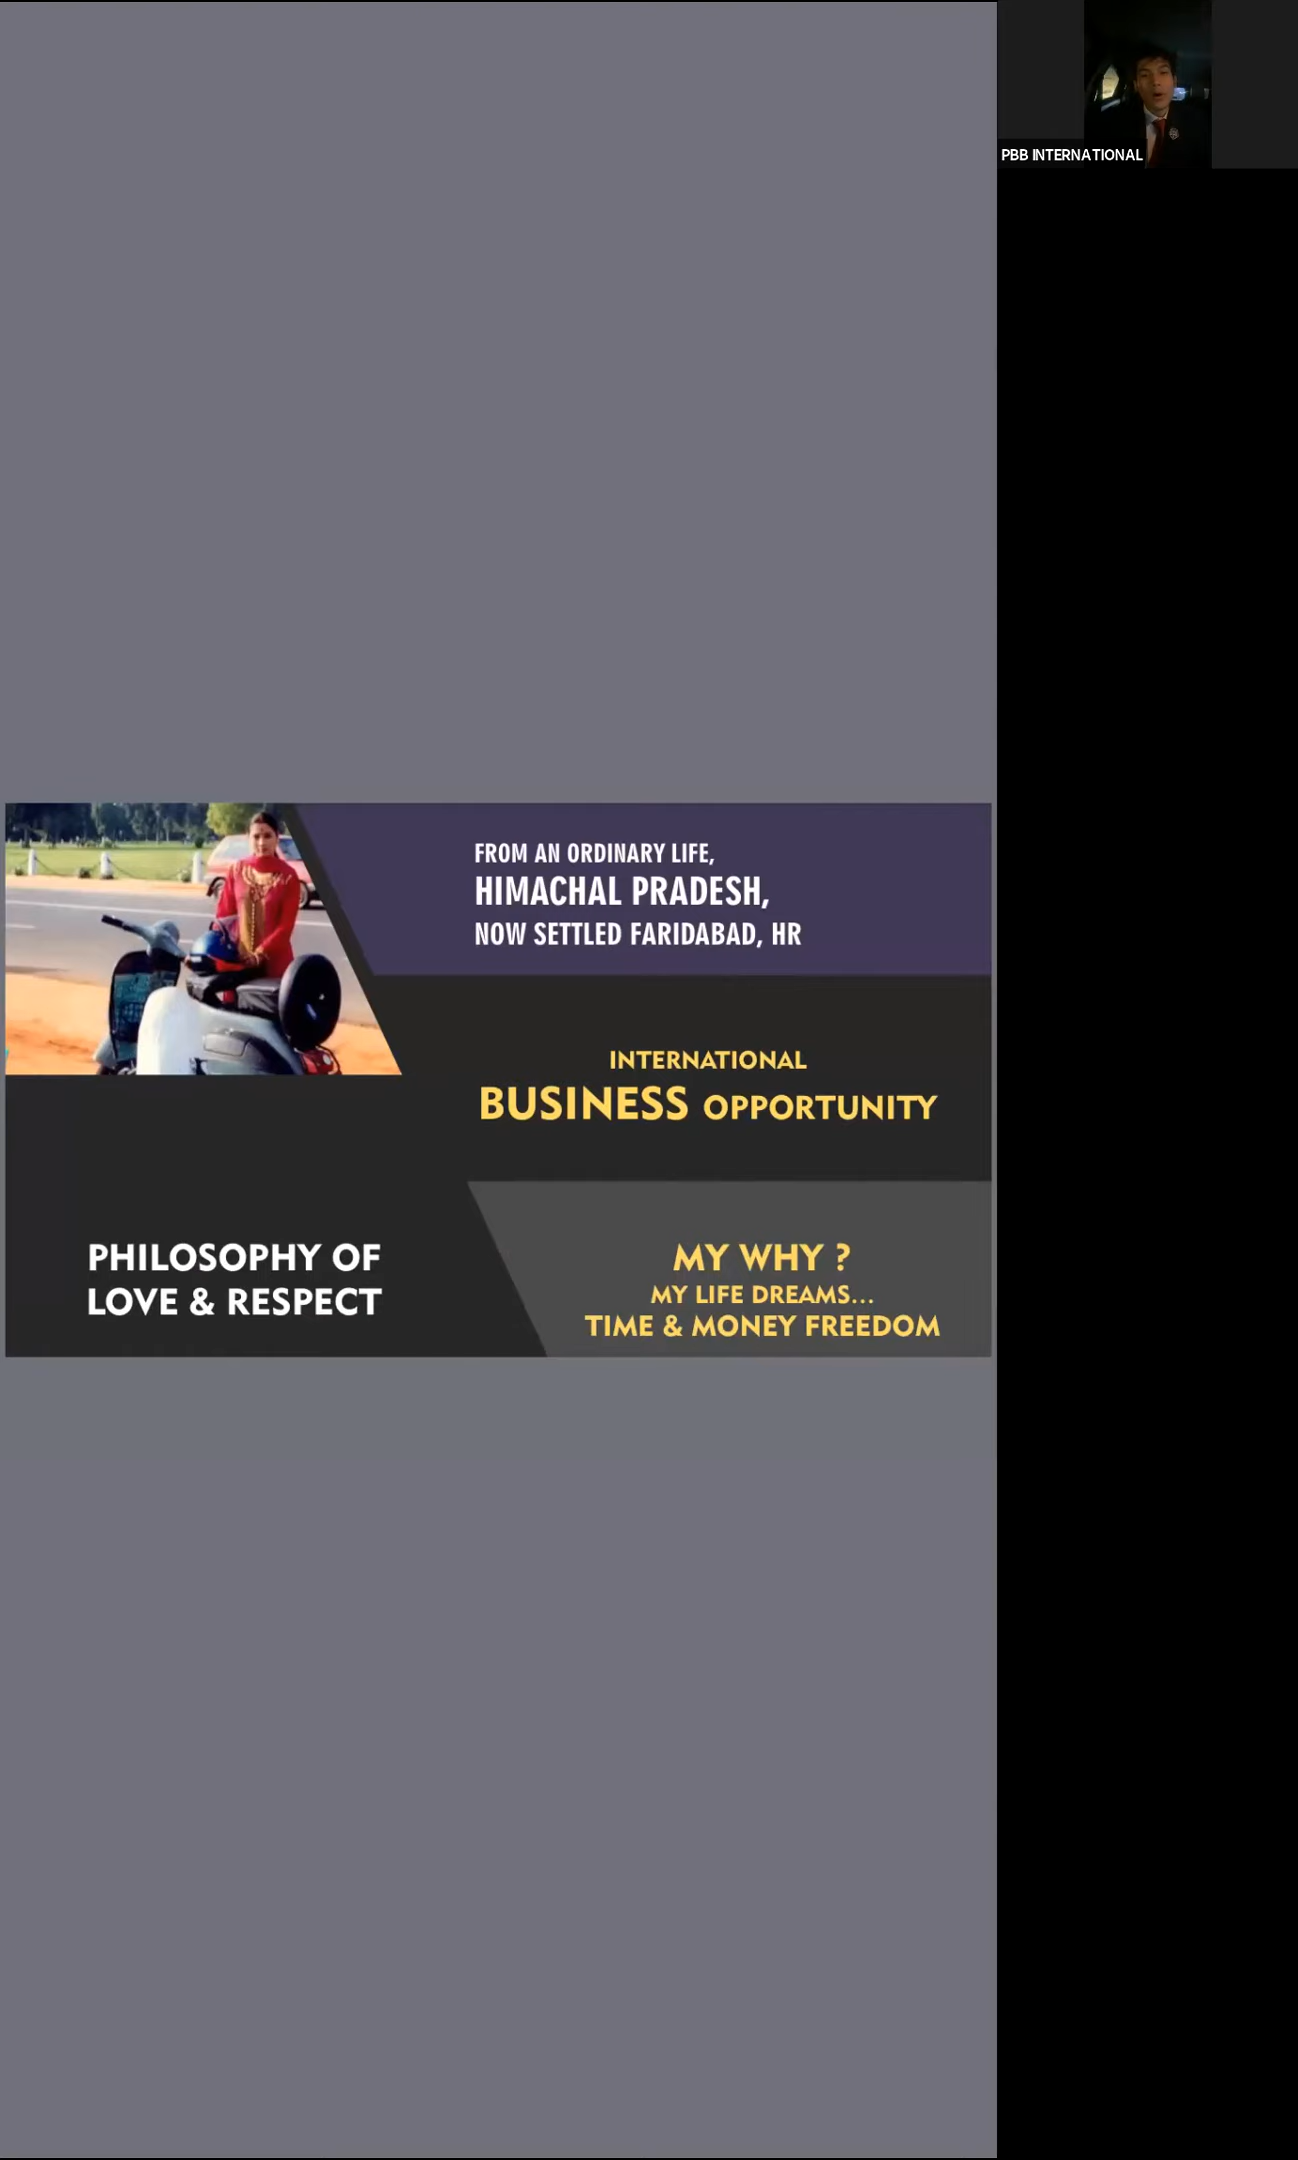 PBB INTERNATIONAL
FROM AN ORDINARY LIFE,
HIMACHAL PRADESH,
NOW SETTLED FARIDABAD, HR
INTERNATIONAL
BUSINESS OPPORTUNITY
PHILOSOPHY OF
LOVE & RESPECT
MY WHY ?
MY LIFE DREAMS...
TIME & MONEY FREEDOM